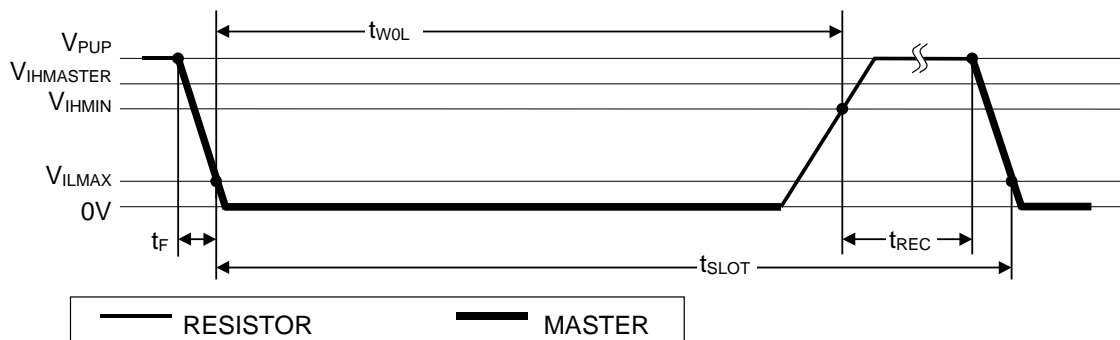 tW0L
VPUP
VIHMASTER
VIHMIN
VILMAX
0V
tF
tREC
tSLOT
RESISTOR MASTER